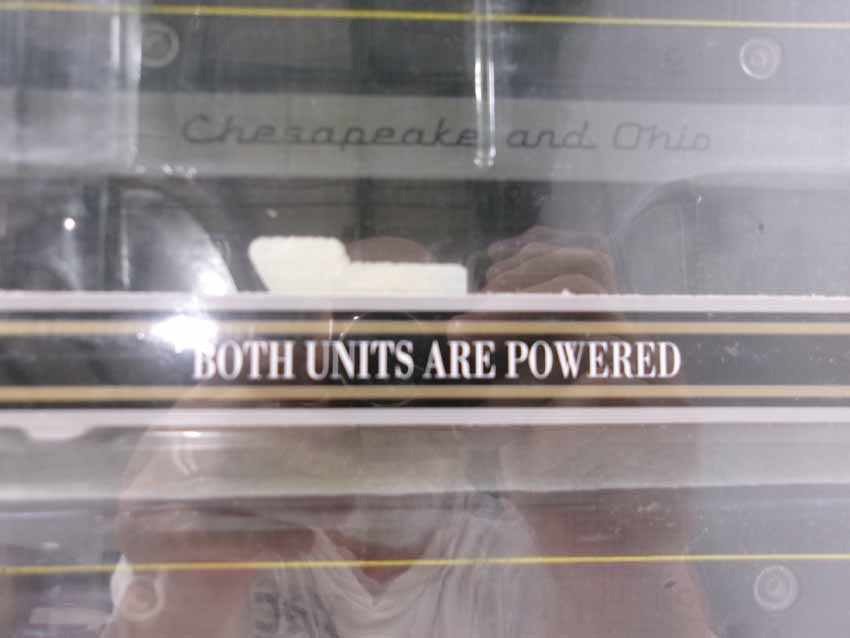 Chesapeake and Ohio
BOTH UNITS ARE POWERED